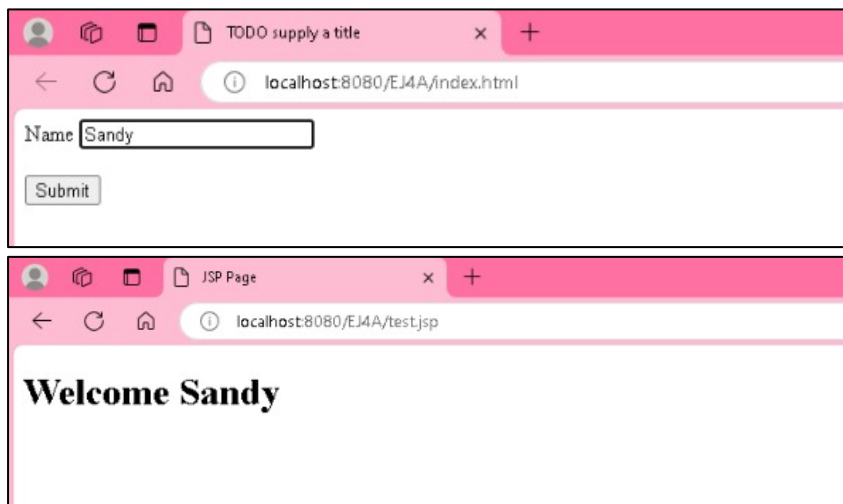 TODO supply a title
localhost:8080/EJ4A/index.html
Name Sandy
Submit
JSP Page
localhost:8080/EJ4A/test.jsp
Welcome Sandy